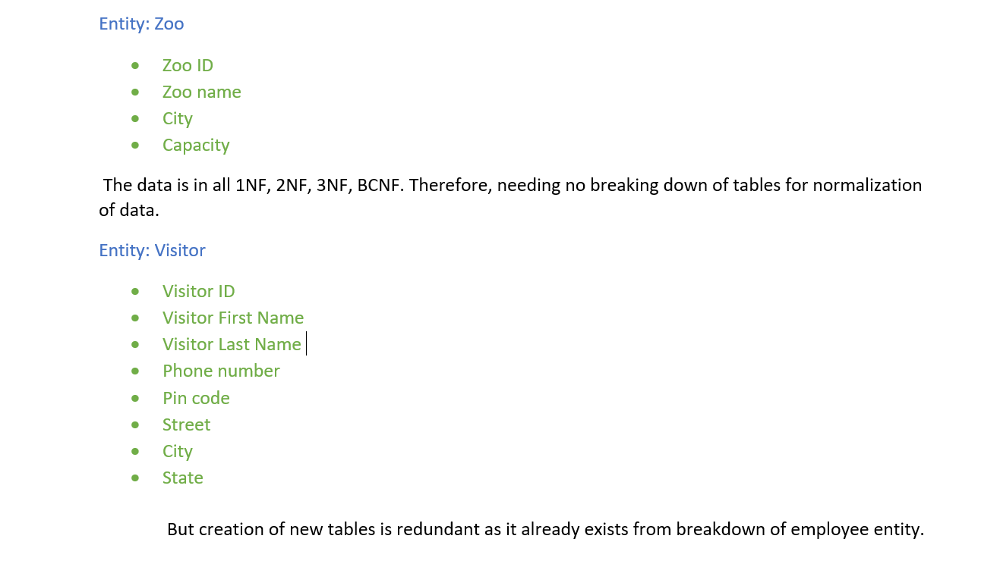 Entity: Zoo
• Zoo ID
• Zoo name
• City
• Capacity
The data is in all 1NF, 2NF, 3NF, BCNF. Therefore, needing no breaking down of tables for normalization
of data.
Entity: Visitor
• Visitor ID
• Visitor First Name
• Visitor Last Name
• Phone number
• Pin code
• Street
• City
• State
But creation of new tables is redundant as it already exists from breakdown of employee entity.